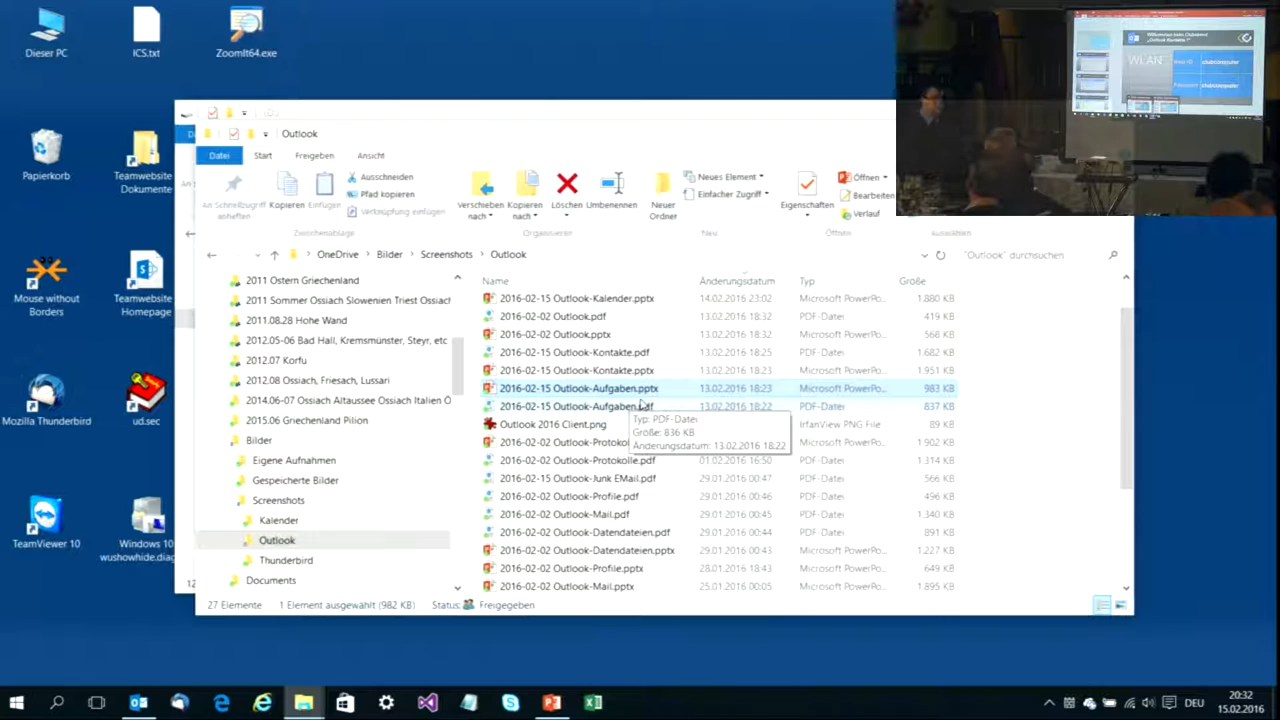 Dieser PC
ICS.txt
ZoomIt64.exe
Papierkorb
Teamwebsite
Dokumente
Mouse without
Borders
Teamwebsite
Homepage
Mozilla Thunderbird
ud.sec
TeamViewer 10
Windows 10
wushowhide.diag
Willkommen beim Clubabend
„Outlook Kontakte"
WLAN
clubcomputer
clubcomputer
Outlook
Datei
Start
Freigeben
Ansicht
An Schnellzugriff
anheften
Kopieren
Einfügen
Ausschneiden
Pfad kopieren
Verknüpfung einfügen
Verschieben
nach
Kopieren
nach
Löschen
Umbenennen
Neuer
Ordner
Neues Element
Einfacher Zugriff
Eigenschaften
Öffnen
Bearbeiten
Verlauf
Zwischenablage
Organisieren
Neu
Öffnen
Auswählen
OneDrive > Bilder > Screenshots > Outlook
"Outlook" durchsuchen
2011 Ostern Griechenland
2011 Sommer Ossiach Slowenien Triest Ossiach
2011.08.28 Hohe Wand
2012.05-06 Bad Hall, Kremsmünster, Steyr, etc
2012.07 Korfu
2012.08 Ossiach, Friesach, Lussari
2014.06-07 Ossiach Altaussee Ossiach Italien Ö
2015.06 Griechenland Pilion
Bilder
Eigene Aufnahmen
Gespeicherte Bilder
Screenshots
Kalender
Outlook
Thunderbird
Documents
Name Änderungsdatum Typ Größe
2016-02-15 Outlook-Kalender.pptx 14.02.2016 23:02 Microsoft PowerPo... 1.880 KB
2016-02-02 Outlook.pdf 13.02.2016 18:32 PDF-Datei 419 KB
2016-02-02 Outlook.pptx 13.02.2016 18:32 Microsoft PowerPo... 568 KB
2016-02-15 Outlook-Kontakte.pdf 13.02.2016 18:25 PDF-Datei 1.682 KB
2016-02-15 Outlook-Kontakte.pptx 13.02.2016 18:25 Microsoft PowerPo... 1.951 KB
2016-02-15 Outlook-Aufgaben.pptx 13.02.2016 18:23 Microsoft PowerPo... 983 KB
2016-02-15 Outlook-Aufgaben.pdf 13.02.2016 18:22 PDF-Datei 837 KB
Outlook 2016 Client.png IrfanView PNG File 89 KB
2016-02-02 Outlook-Protokol Microsoft PowerPo... 1.902 KB
2016-02-02 Outlook-Protokolle.pdf 01.02.2016 16:50 PDF-Datei 1.314 KB
2016-02-15 Outlook-Junk EMail.pdf 29.01.2016 00:47 PDF-Datei 566 KB
2016-02-02 Outlook-Profile.pdf 29.01.2016 00:46 PDF-Datei 496 KB
2016-02-02 Outlook-Mail.pdf 29.01.2016 00:45 PDF-Datei 1.340 KB
2016-02-02 Outlook-Datendateien.pdf 29.01.2016 00:44 PDF-Datei 891 KB
2016-02-02 Outlook-Datendateien.pptx 29.01.2016 00:43 Microsoft PowerPo... 1.227 KB
2016-02-02 Outlook-Profile.pptx 28.01.2016 18:43 Microsoft PowerPo... 649 KB
2016-02-02 Outlook-Mail.pptx 25.01.2016 00:05 Microsoft PowerPo... 1.895 KB
Typ: PDF-Datei
Größe: 836 KB
Änderungsdatum: 13.02.2016 18:22
27 Elemente 1 Element ausgewählt (982 KB) Status: Freigegeben
DEU
20:32
15.02.2016